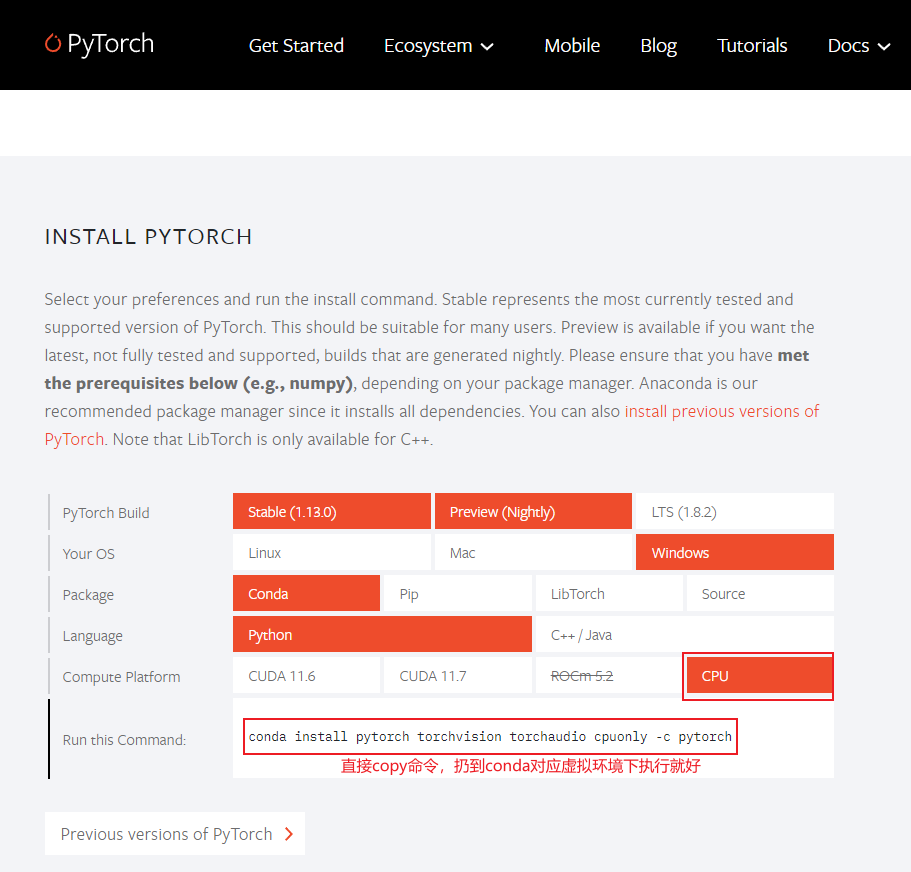 PyTorch Get Started Ecosystem Mobile Blog Tutorials Docs
INSTALL PYTORCH
Select your preferences and run the install command. Stable represents the most currently tested and
supported version of PyTorch. This should be suitable for many users. Preview is available if you want the
latest, not fully tested and supported, builds that are generated nightly. Please ensure that you have met
the prerequisites below (e.g., numpy), depending on your package manager. Anaconda is our
recommended package manager since it installs all dependencies. You can also install previous versions of
PyTorch. Note that LibTorch is only available for C++.
PyTorch Build Stable (1.13.0) Preview (Nightly) LTS (1.8.2)
Your OS Linux Mac Windows
Package Conda Pip LibTorch Source
Language Python C++ / Java
Compute Platform CUDA 11.6 CUDA 11.7 ROCm 5.2 CPU
Run this Command: conda install pytorch torchvision torchaudio cpuonly -c pytorch
直接copy命令，扔到conda对应虚拟环境下执行就好
Previous versions of PyTorch